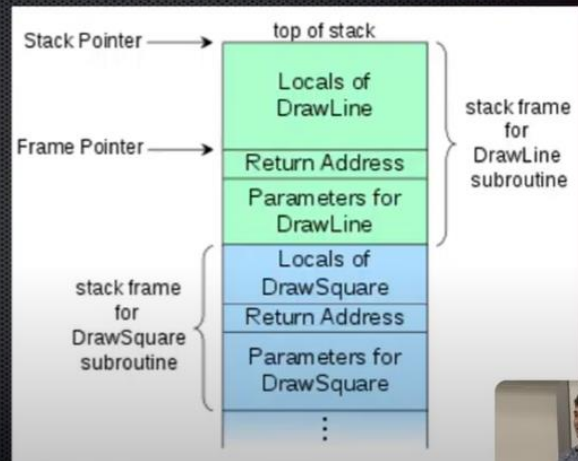 top of stack
Stack Pointer
Locals of
DrawLine
stack frame
for
DrawLine
subroutine
Frame Pointer
Return Address
Parameters for
DrawLine
Locals of
DrawSquare
stack frame
for
DrawSquare
subroutine
Return Address
Parameters for
DrawSquare